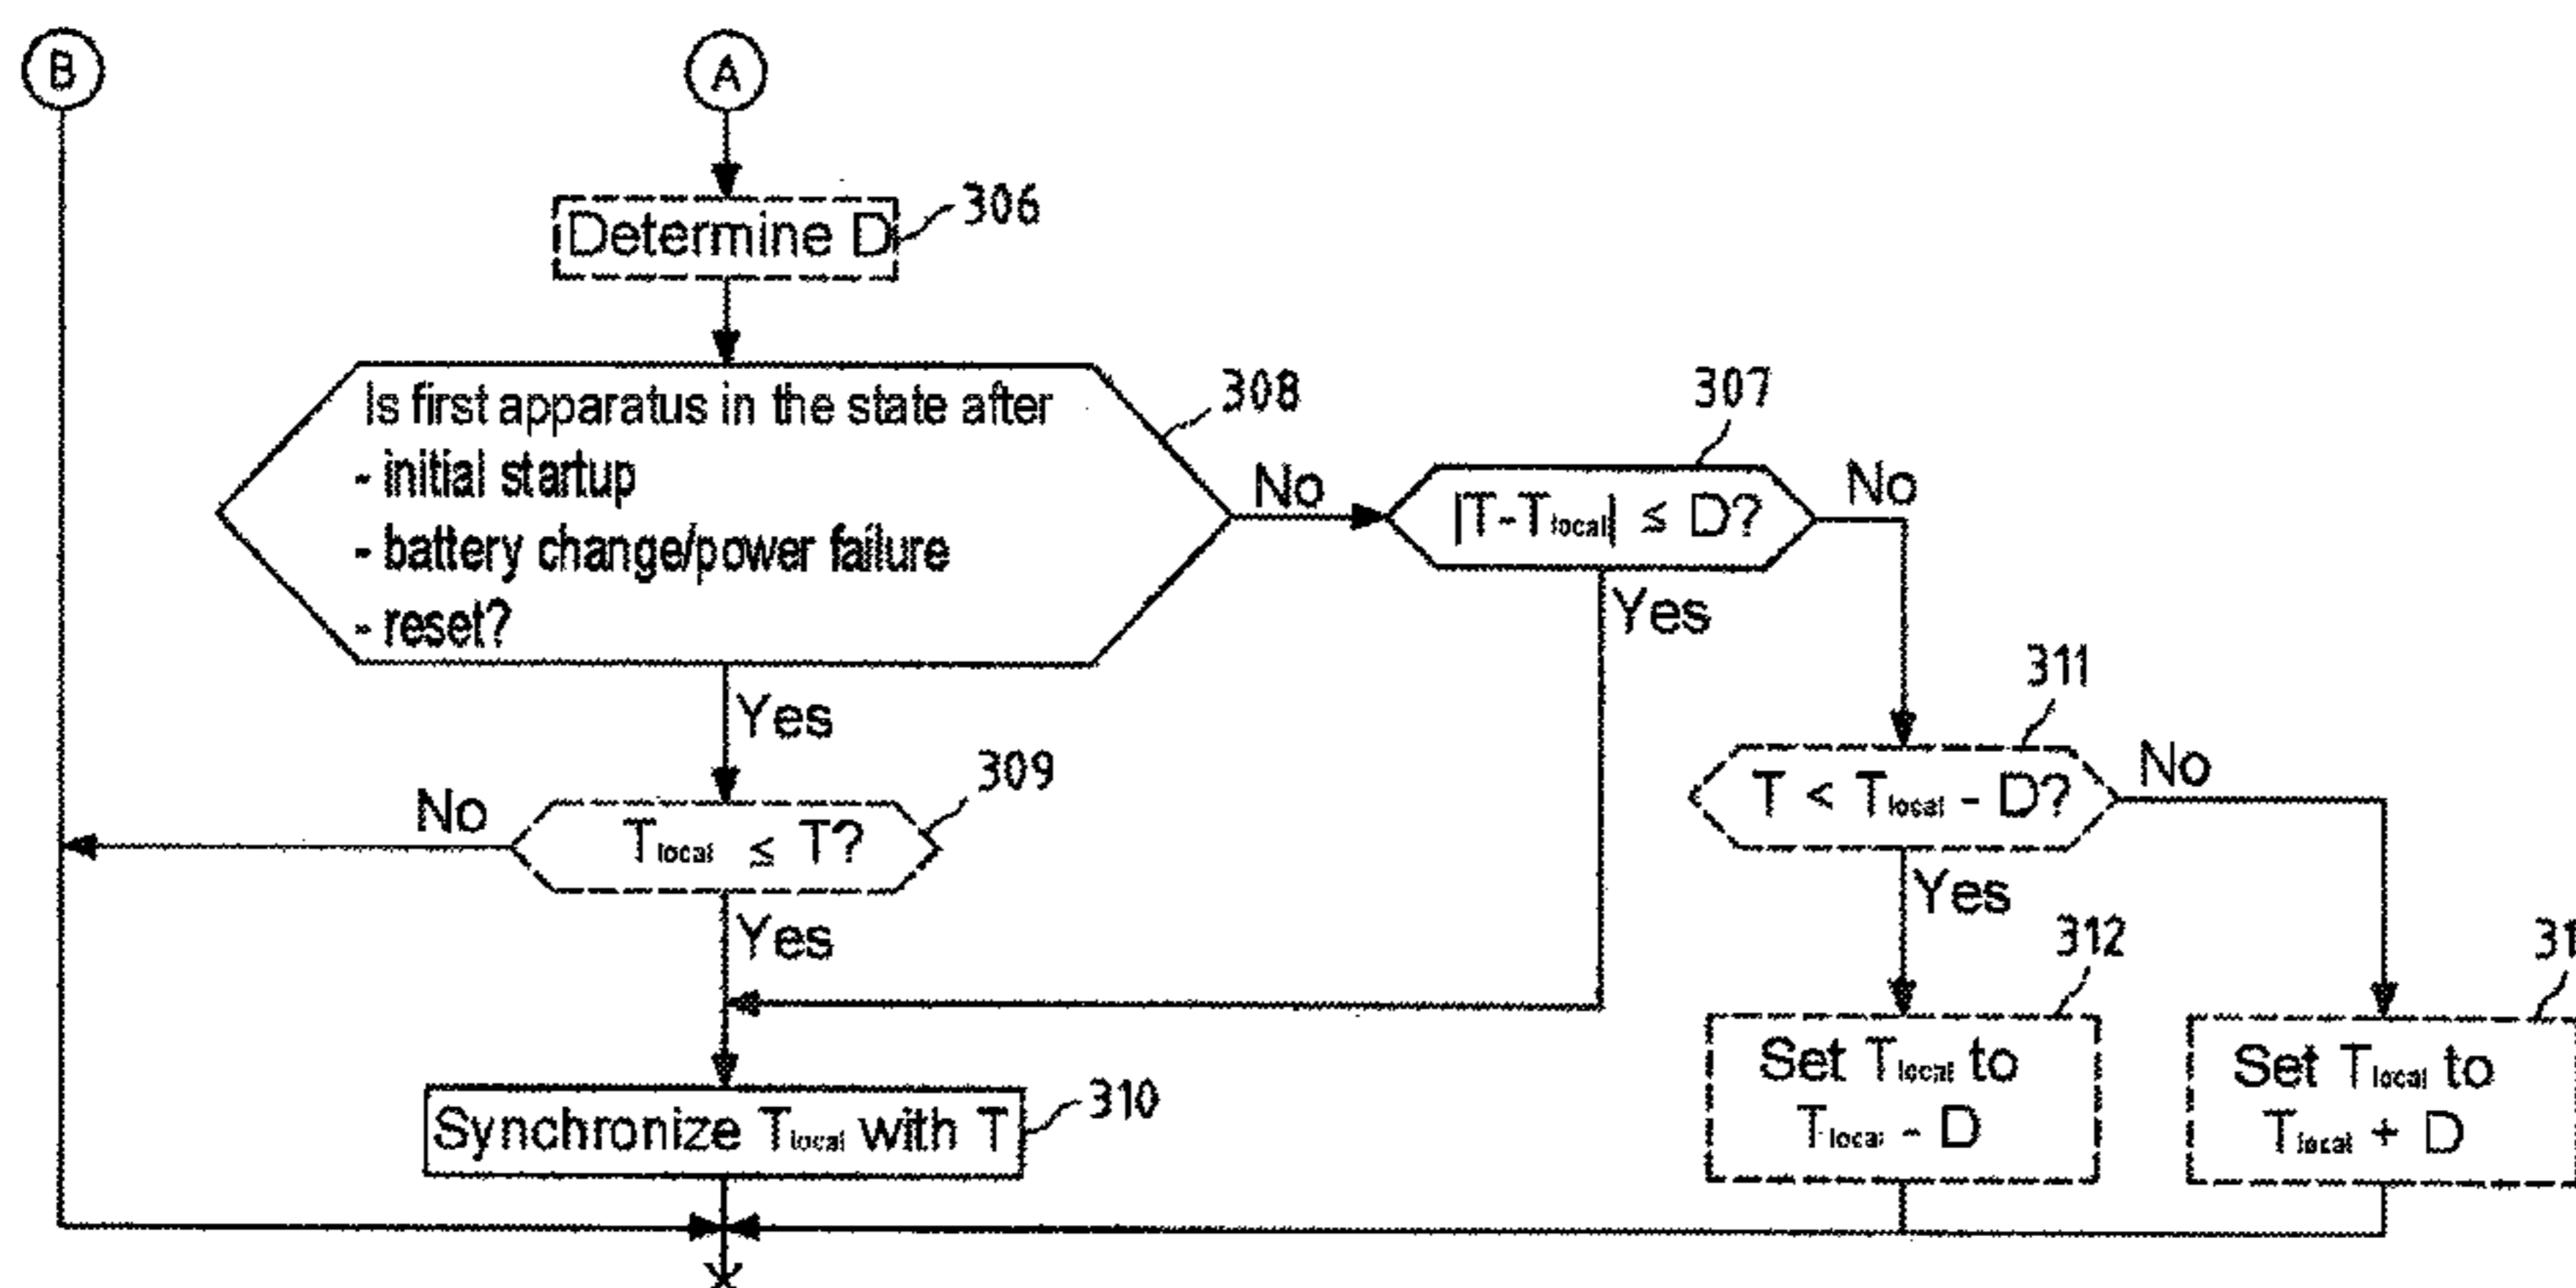 B
A
Determine D
306
Is first apparatus in the state after
- initial startup
- battery change/power failure
- reset?
308
No
307
|T-Tlocal| ≤ D?
No
Yes
Yes
311
T < Tlocal - D?
No
309
Tlocal ≤ T?
No
Yes
Yes
312
Set Tlocal to
Tlocal - D
31
Set Tlocal to
Tlocal + D
Synchronize Tlocal with T
310